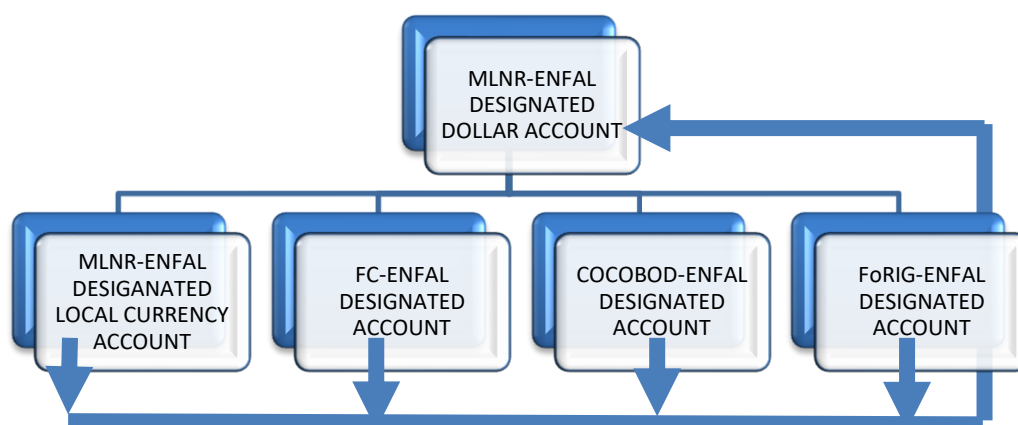 MLNR-ENFAL
DESIGNATED
DOLLAR ACCOUNT
MLNR-ENFAL
DESIGANATED
LOCAL CURRENCY
ACCOUNT
FC-ENFAL
DESIGNATED
ACCOUNT
COCOBOD-ENFAL
DESIGNATED
ACCOUNT
FoRIG-ENFAL
DESIGNATED
ACCOUNT